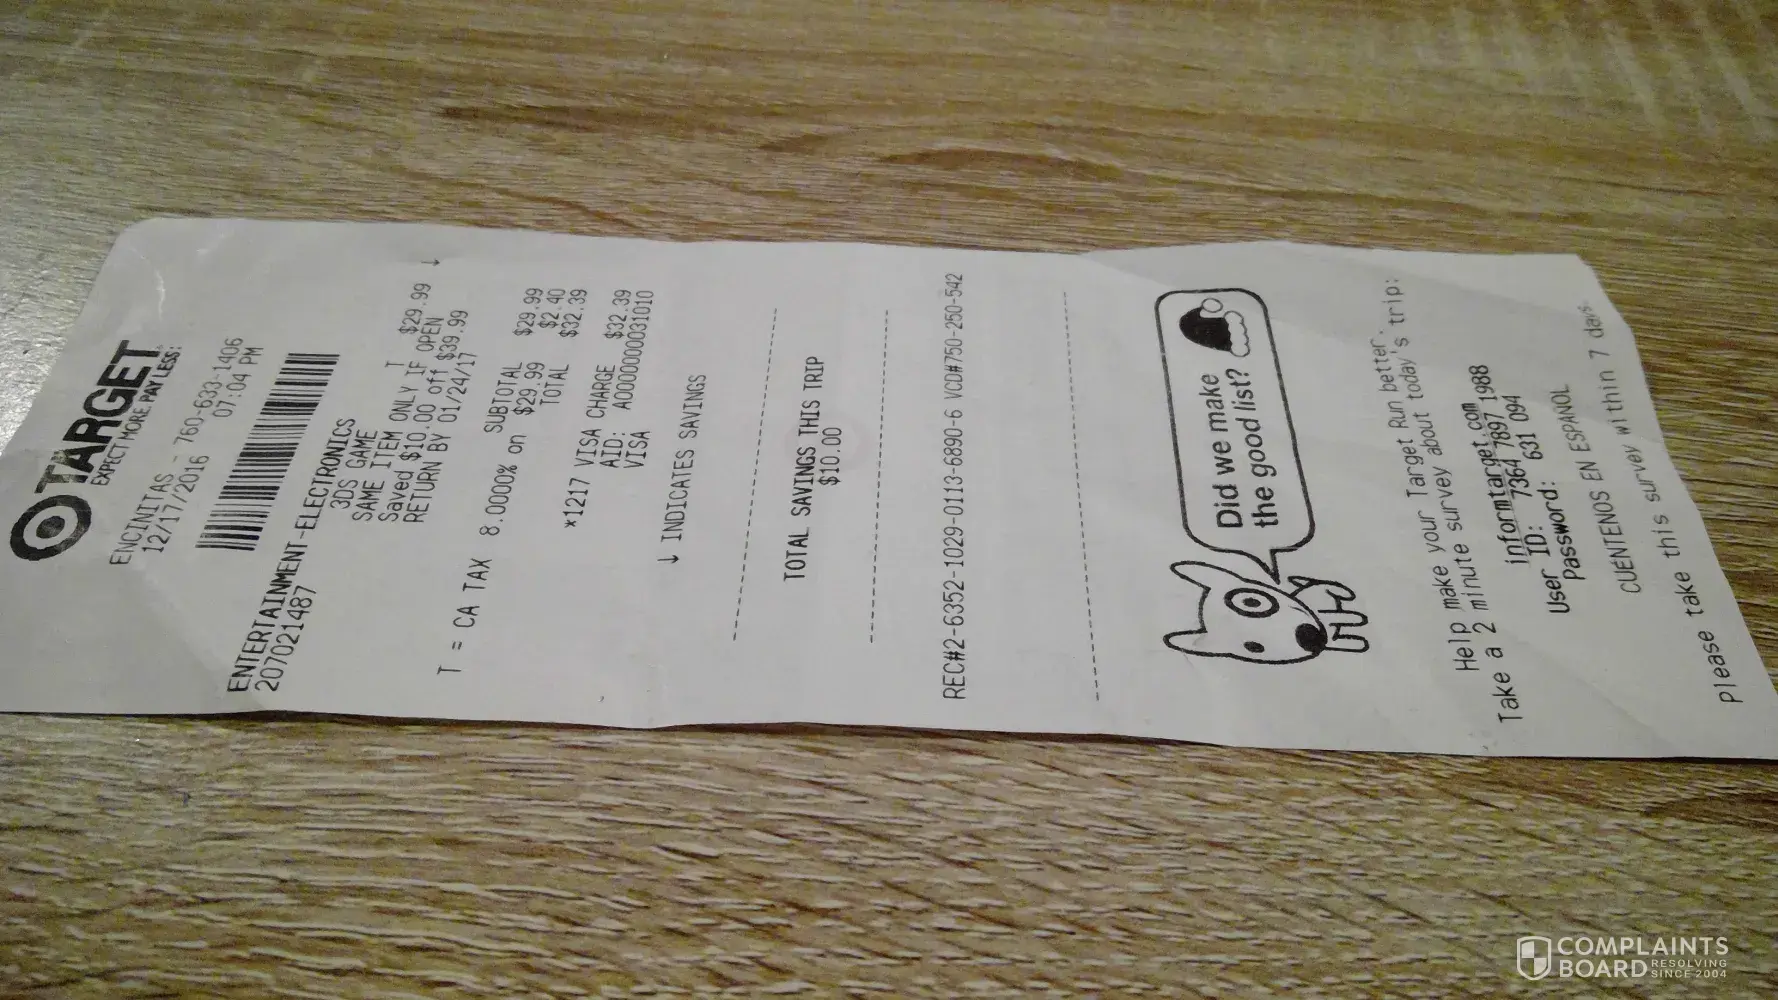 TARGET
EXPECT MORE. PAY LESS.
ENCINITAS - 760-633-1406
12/17/2016 07:04 PM
ENTERTAINMENT-ELECTRONICS
207021487 3DS GAME T $29.99 ↓
SAME ITEM ONLY IF OPEN
Saved $10.00 off $39.99
RETURN BY 01/24/17
SUBTOTAL $29.99
T = CA TAX 8.0000% on $29.99 $2.40
TOTAL $32.39
*1217 VISA CHARGE $32.39
AID: A0000000031010
VISA
↓ INDICATES SAVINGS
TOTAL SAVINGS THIS TRIP
$10.00
REC#2-6352-1029-0113-6890-6 VCD#750-250-542
Did we make
the good list?
Help make your Target Run better.
Take a 2 minute survey about today's trip:
informtarget.com
User ID: 7364 7897 1988
Password: 631 094
CUENTENOS EN ESPANOL
Please take this survey within 7 days
COMPLAINTS
BOARD RESOLVING
SINCE 2004